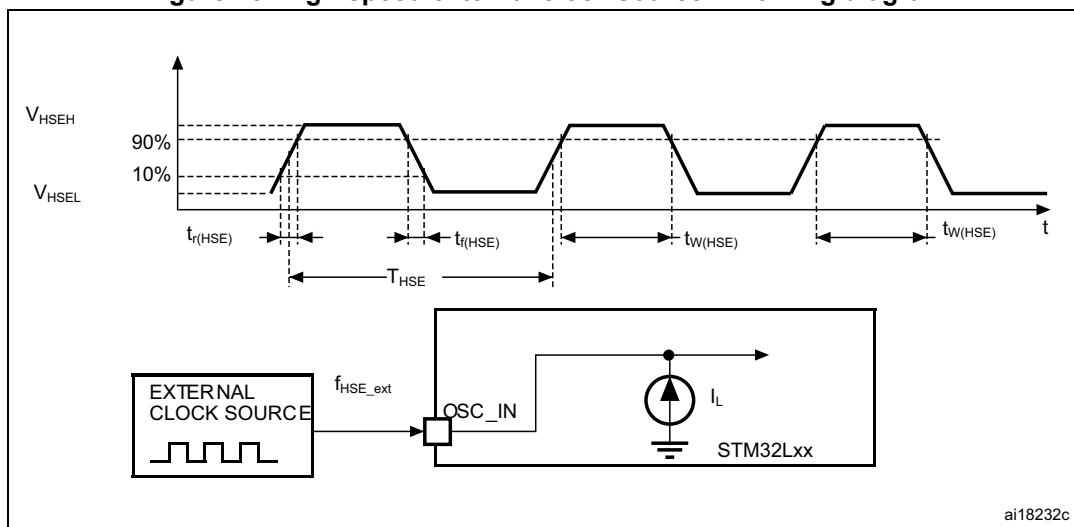 V_HSEH
90%
10%
V_HSEL
t_r(HSE)
t_f(HSE)
t_W(HSE)
t_W(HSE)
t
T_HSE
EXTERNAL
CLOCK SOURCE
f_HSE_ext
OSC_IN
I_L
STM32Lxx
ai18232c